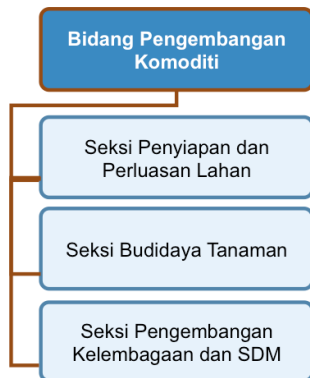 Bidang Pengembangan
Komoditi
Seksi Penyiapan dan
Perluasan Lahan
Seksi Budidaya Tanaman
Seksi Pengembangan
Kelembagaan dan SDM